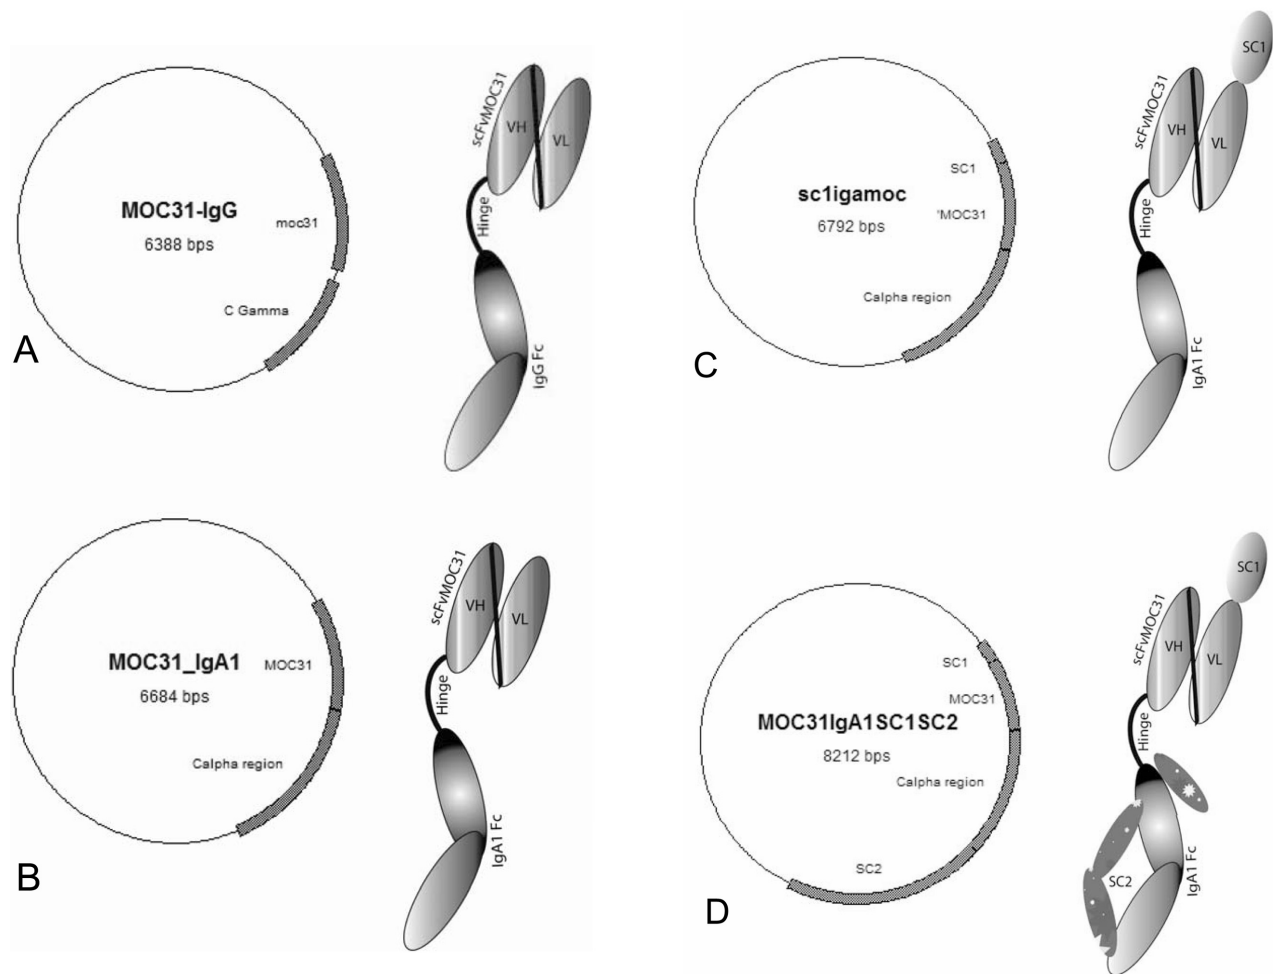 MOC31-IgG
6388 bps
moc31
C Gamma
scFvMOC31
VH
VL
Hinge
IgG Fc
A
MOC31_IgA1
6684 bps
MOC31
Calpha region
scFvMOC31
VH
VL
Hinge
IgA1 Fc
B
sc1igamoc
6792 bps
SC1
'MOC31
Calpha region
SC1
scFvMOC31
VH
VL
Hinge
IgA1 Fc
C
MOC31IgA1SC1SC2
8212 bps
SC1
MOC31
Calpha region
SC2
SC1
scFvMOC31
VH
VL
Hinge
SC2
IgA1 Fc
D